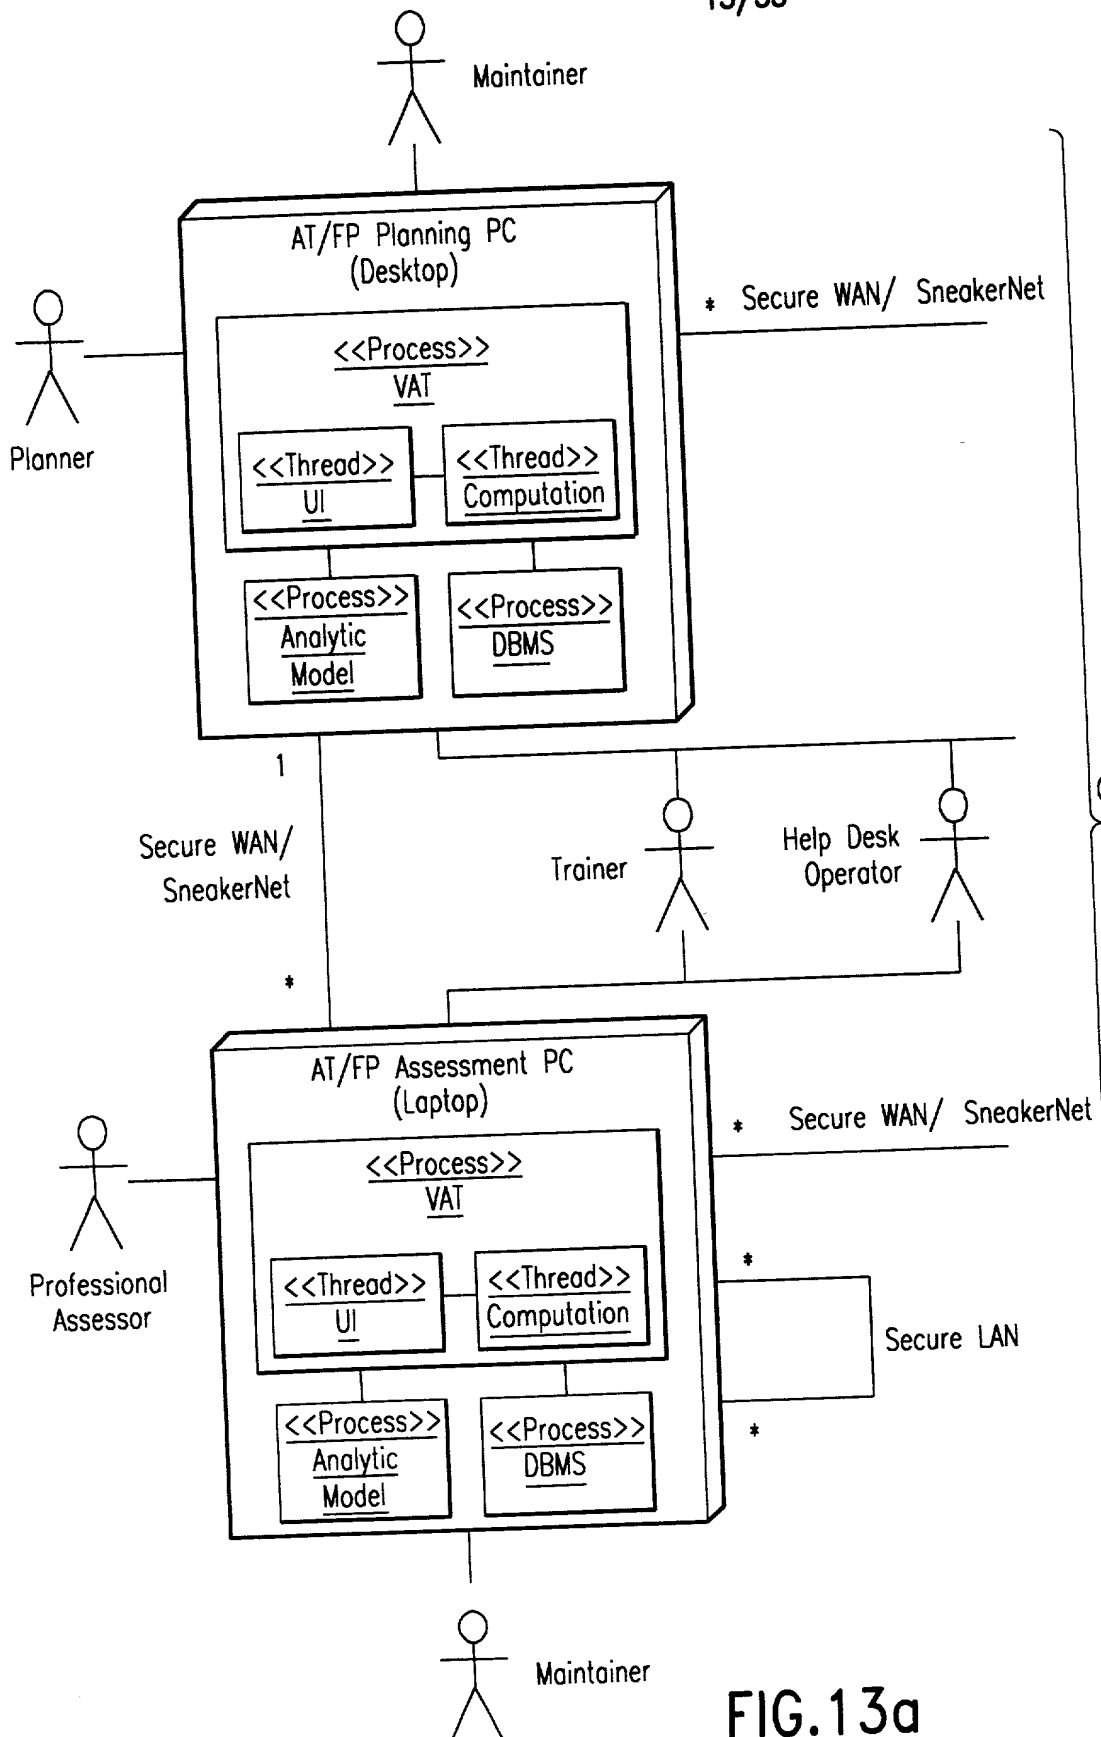 Maintainer
AT/FP Planning PC
(Desktop)
* Secure WAN/ SneakerNet
<<Process>>
VAT
Planner
<<Thread>>
UI
<<Thread>>
Computation
<<Process>>
Analytic
Model
<<Process>>
DBMS
1
Secure WAN/
SneakerNet
*
Trainer
Help Desk
Operator
AT/FP Assessment PC
(Laptop)
* Secure WAN/ SneakerNet
<<Process>>
VAT
Professional
Assessor
<<Thread>>
UI
<<Thread>>
Computation
*
Secure LAN
*
<<Process>>
Analytic
Model
<<Process>>
DBMS
Maintainer
FIG.13a